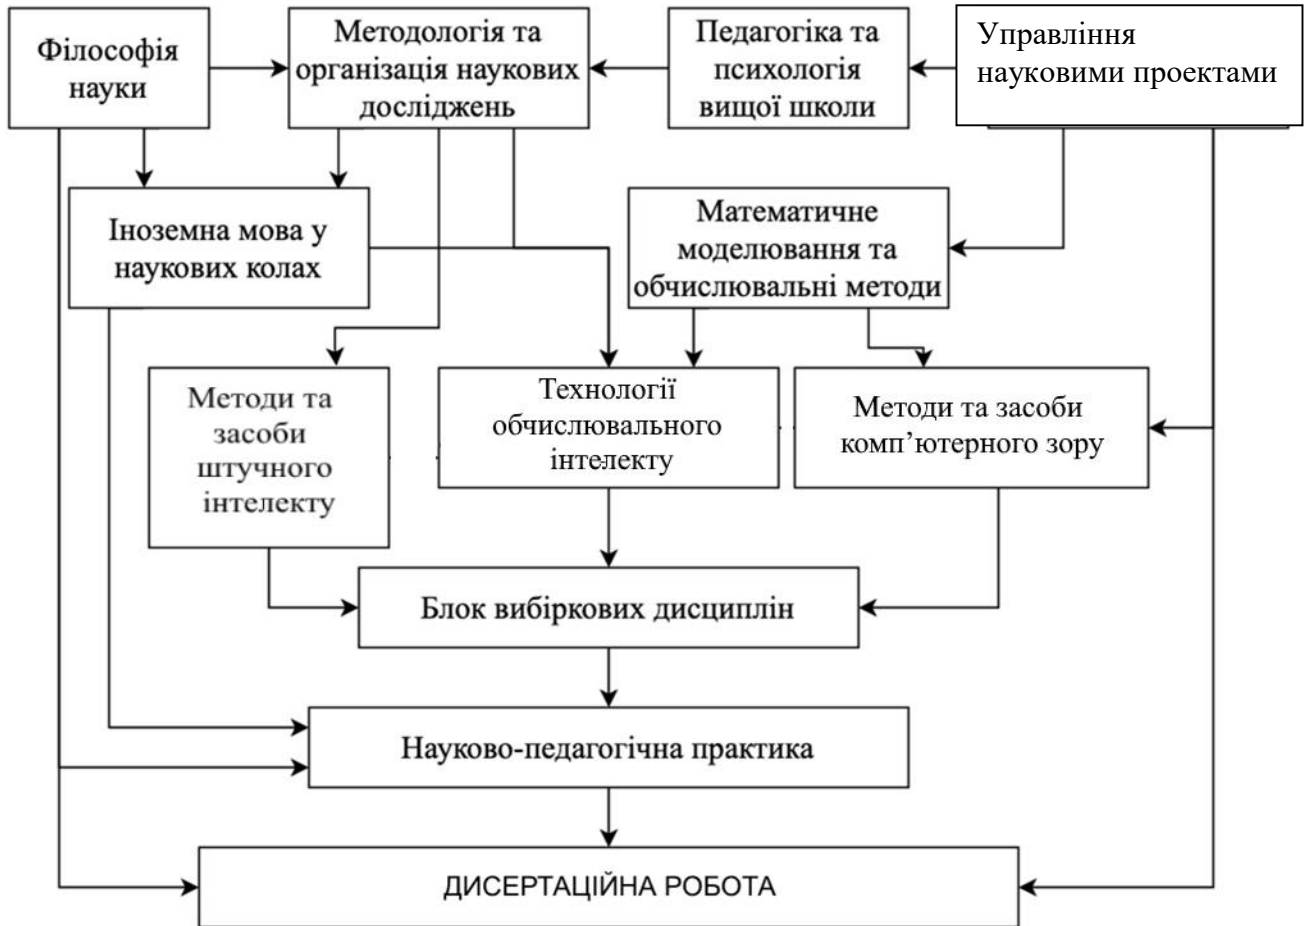 Філософія
науки
Методологія та
організація наукових
досліджень
Педагогіка та
психологія
вищої школи
Управління
науковими проектами
Іноземна мова у
наукових колах
Математичне
моделювання та
обчислювальні методи
Методи та
засоби
штучного
інтелекту
Технології
обчислювального
інтелекту
Методи та засоби
комп’ютерного зору
Блок вибіркових дисциплін
Науково-педагогічна практика
ДИСЕРТАЦІЙНА РОБОТА